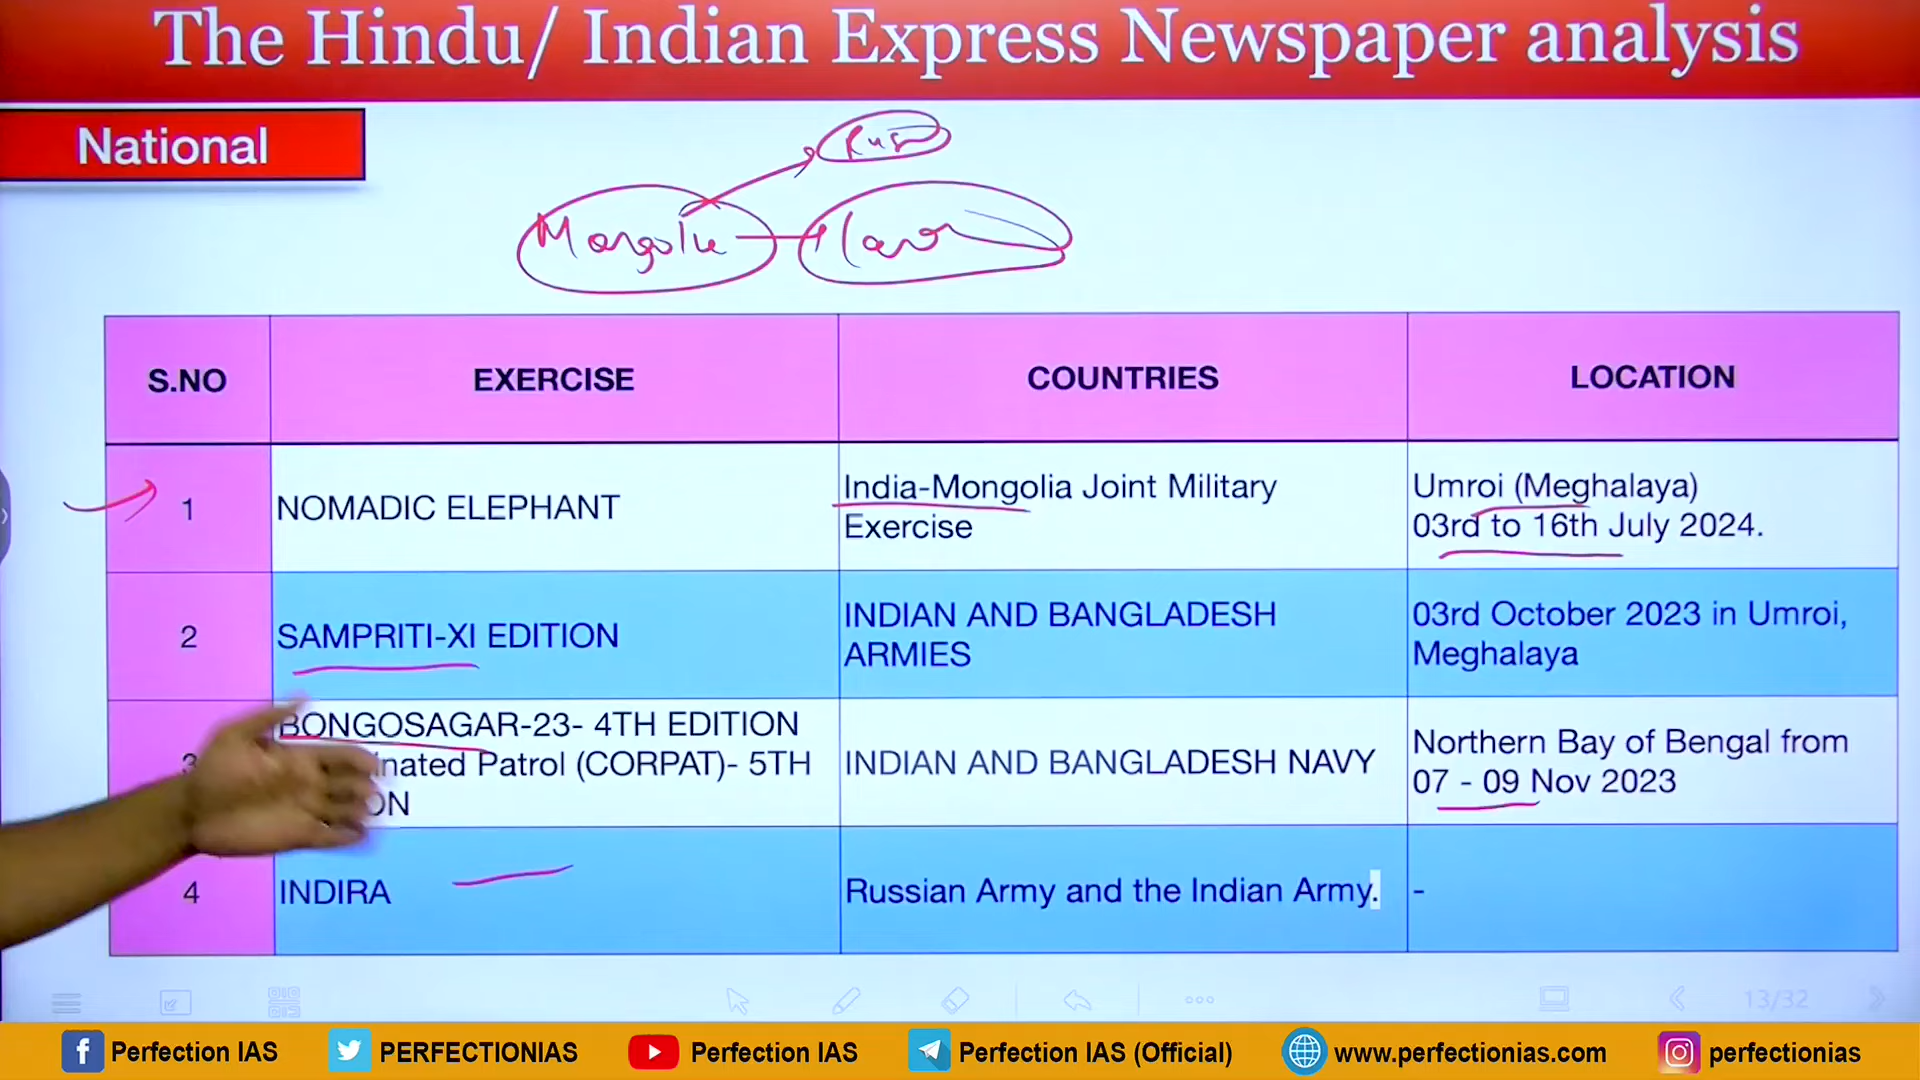 The Hindu/ Indian Express Newspaper analysis
National
Rus
Mongolia
S.NO EXERCISE COUNTRIES LOCATION
1 NOMADIC ELEPHANT India-Mongolia Joint Military Exercise Umroi (Meghalaya) 03rd to 16th July 2024.
2 SAMPRITI-XI EDITION INDIAN AND BANGLADESH ARMIES 03rd October 2023 in Umroi, Meghalaya
3 BONGOSAGAR-23- 4TH EDITION Patrol (CORPAT)- 5TH INDIAN AND BANGLADESH NAVY Northern Bay of Bengal from 07 - 09 Nov 2023
4 INDIRA Russian Army and the Indian Army. -
13/32
Perfection IAS PERFECTIONIAS Perfection IAS Perfection IAS (Official) www.perfectionias.com perfectionias